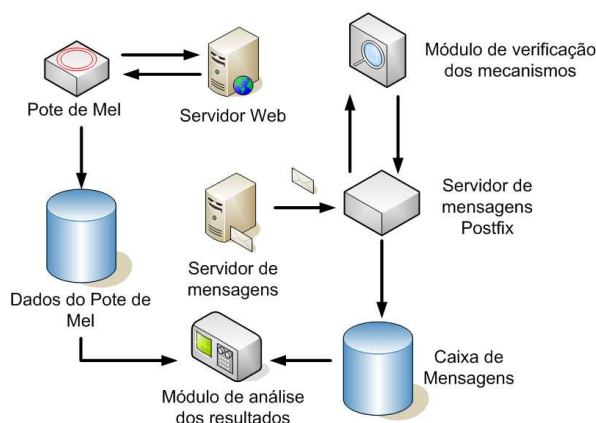 Pote de Mel
Servidor Web
Módulo de verificação
dos mecanismos
Servidor de
mensagens
Postfix
Servidor de
mensagens
Dados do Pote de
Mel
Caixa de
Mensagens
Módulo de análise
dos resultados